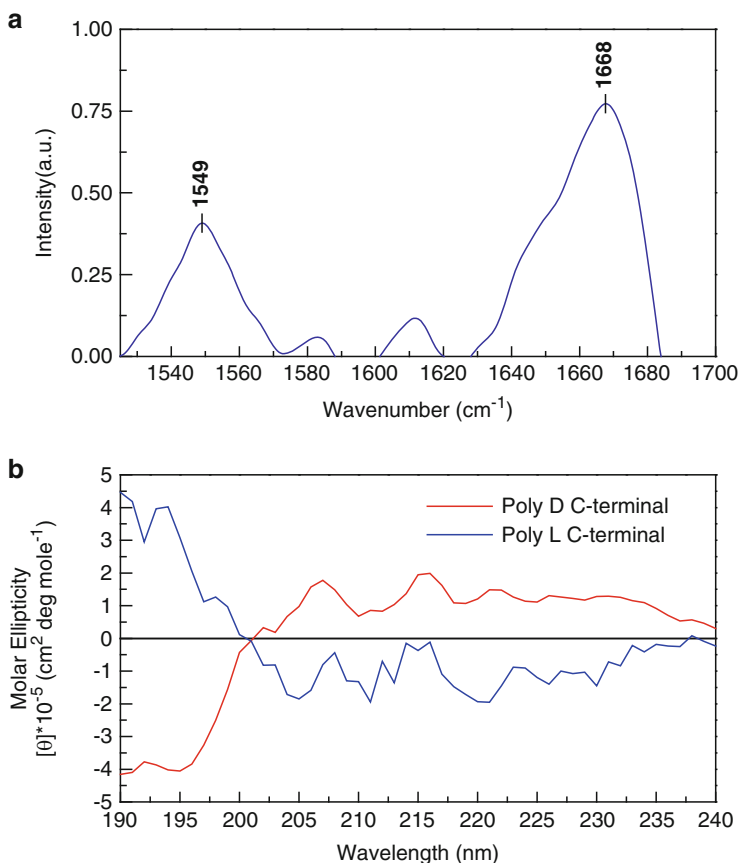 a
1.00
0.75
0.50
0.25
0.00
Intensity(a.u.)
1549
1668
1540 1560 1580 1600 1620 1640 1660 1680 1700
Wavenumber (cm-1)
b
5
4
3
2
1
0
-1
-2
-3
-4
-5
Molar Ellipticity
[θ]*10-5 (cm2 deg mole-1)
Poly D C-terminal
Poly L C-terminal
190 195 200 205 210 215 220 225 230 235 240
Wavelength (nm)